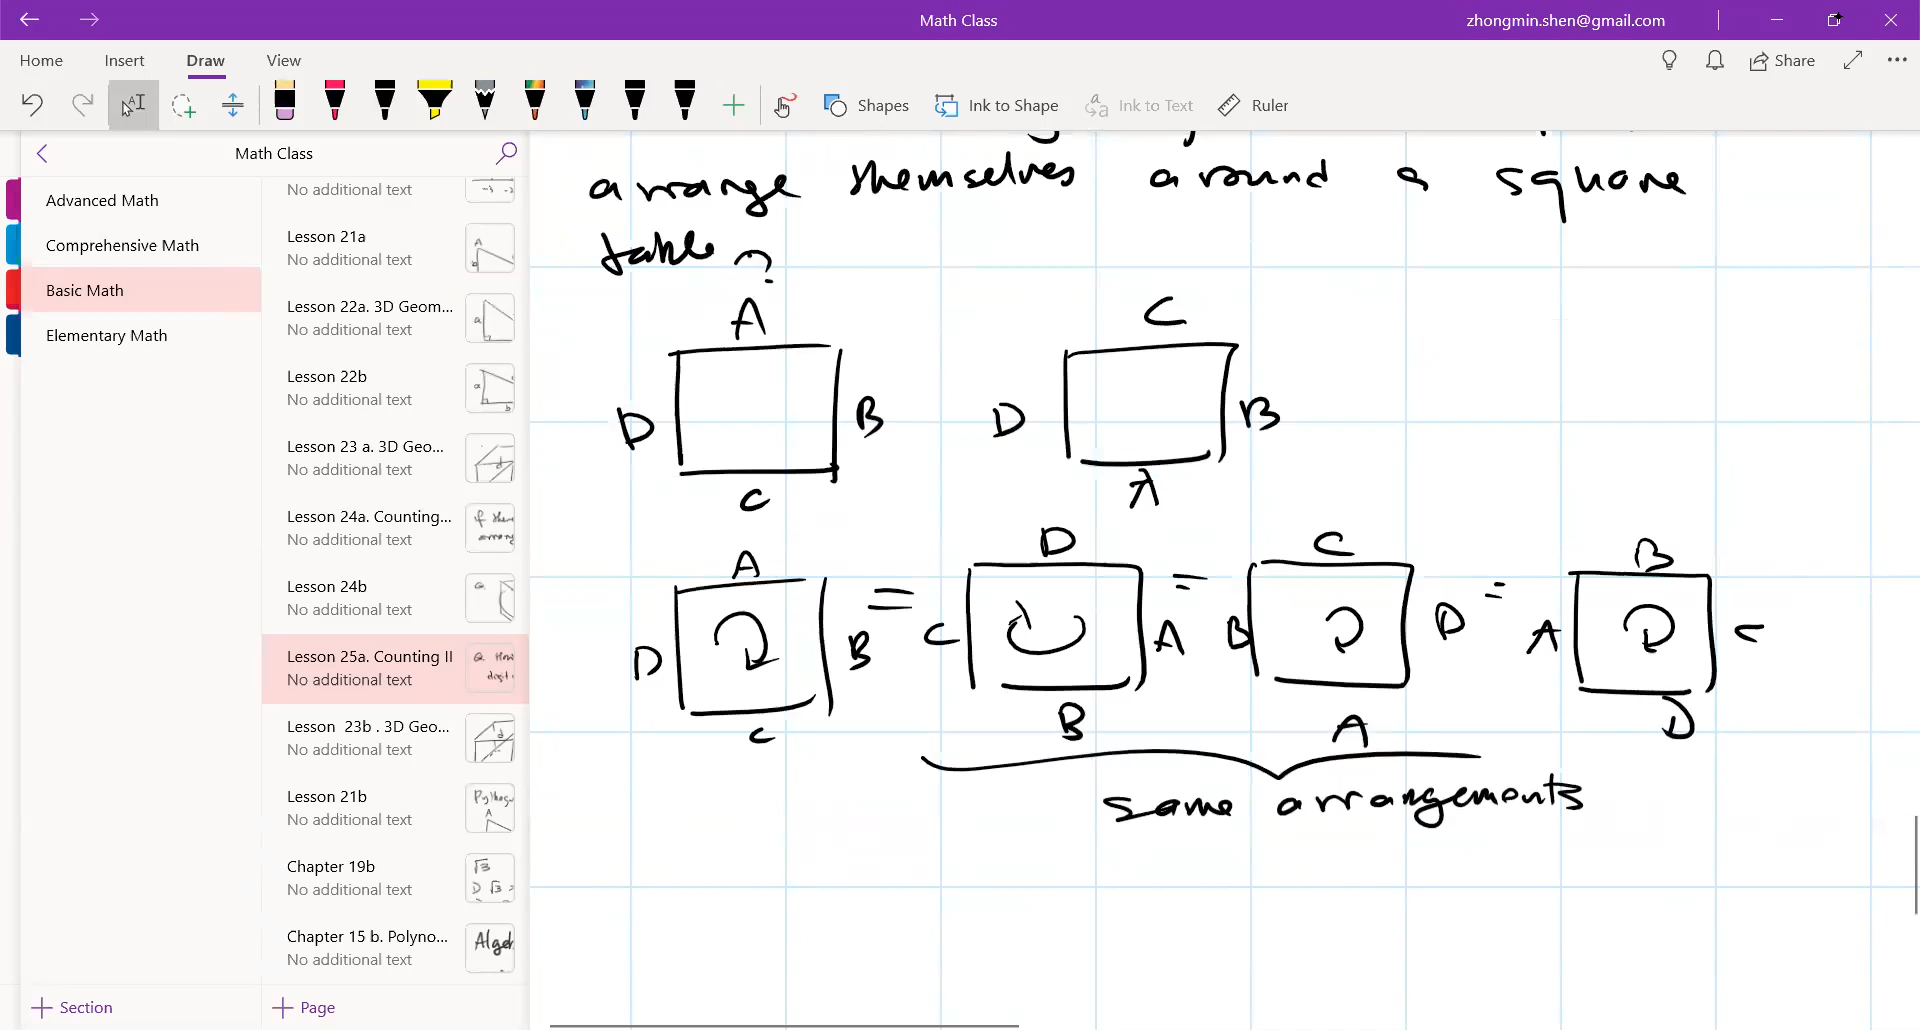 Math Class
zhongmin.shen@gmail.com
Home Insert Draw View
Share
Shapes Ink to Shape Ink to Text Ruler
Math Class
Advanced Math
Comprehensive Math
Basic Math
Elementary Math
No additional text
Lesson 21a
No additional text
Lesson 22a. 3D Geom...
No additional text
Lesson 22b
No additional text
Lesson 23 a. 3D Geo...
No additional text
Lesson 24a. Counting...
No additional text
Lesson 24b
No additional text
Lesson 25a. Counting II
No additional text
Lesson 23b . 3D Geo...
No additional text
Lesson 21b
No additional text
Chapter 19b
No additional text
Chapter 15 b. Polyno...
No additional text
Section
Page
arrange themselves around a square
table ?
A C
D B D B
C A
A D C B
D B = C A = B D = A C
C B A D
same arrangements